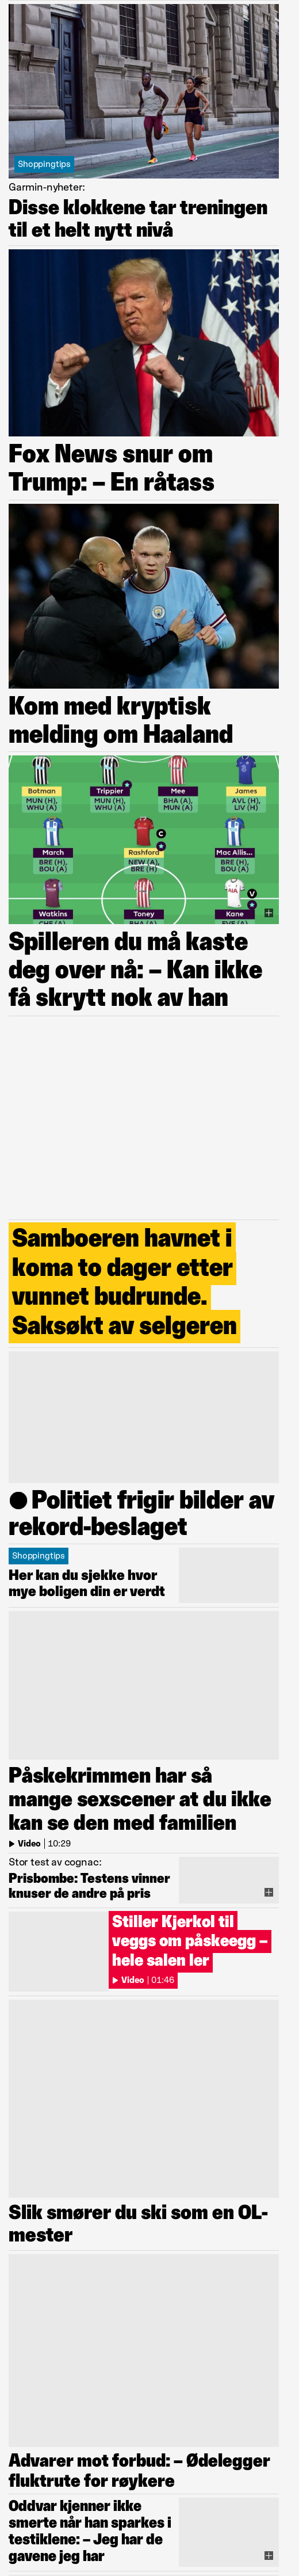 Shoppingtips
Garmin-nyheter:
Disse klokkene tar treningen
til et helt nytt nivå
Fox News snur om
Trump: – En råtass
Kom med kryptisk
melding om Haaland
Botman
MUN (H),
WHU (A)
Trippier
MUN (H),
WHU (A)
Mee
BHA (A),
MUN (A)
James
AVL (H),
LIV (H)
C
March
BRE (H),
BOU (A)
Rashford
NEW (A),
BRE (H)
Mac Allis...
BRE (H),
BOU (A)
V
Watkins
CHE (A)
Toney
BHA (A)
Kane
EVE (A)
Spilleren du må kaste
deg over nå: – Kan ikke
få skrytt nok av han
Samboeren havnet i
koma to dager etter
vunnet budrunde.
Saksøkt av selgeren
Politiet frigir bilder av
rekord-beslaget
Shoppingtips
Her kan du sjekke hvor
mye boligen din er verdt
Påskekrimmen har så
mange sexscener at du ikke
kan se den med familien
Video | 10:29
Stor test av cognac:
Prisbombe: Testens vinner
knuser de andre på pris
Stiller Kjerkol til
veggs om påskeegg –
hele salen ler
Video | 01:46
Slik smører du ski som en OL-
mester
Advarer mot forbud: – Ødelegger
fluktrute for røykere
Oddvar kjenner ikke
smerte når han sparkes i
testiklene: – Jeg har de
gavene jeg har